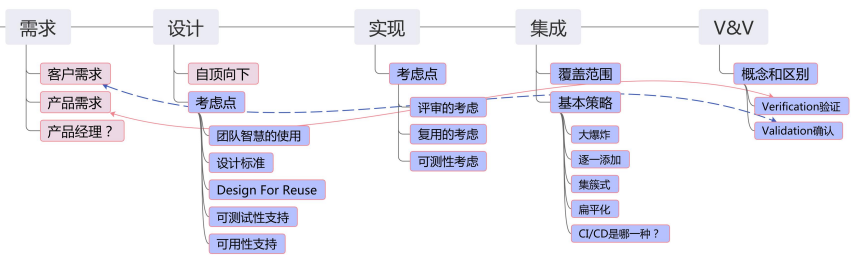 需求
客户需求
产品需求
产品经理？
设计
自顶向下
考虑点
团队智慧的使用
设计标准
Design For Reuse
可测试性支持
可用性支持
实现
考虑点
评审的考虑
复用的考虑
可测性考虑
集成
覆盖范围
基本策略
大爆炸
逐一添加
集簇式
扁平化
CI/CD是哪一种？
V&V
概念和区别
Verification验证
Validation确认